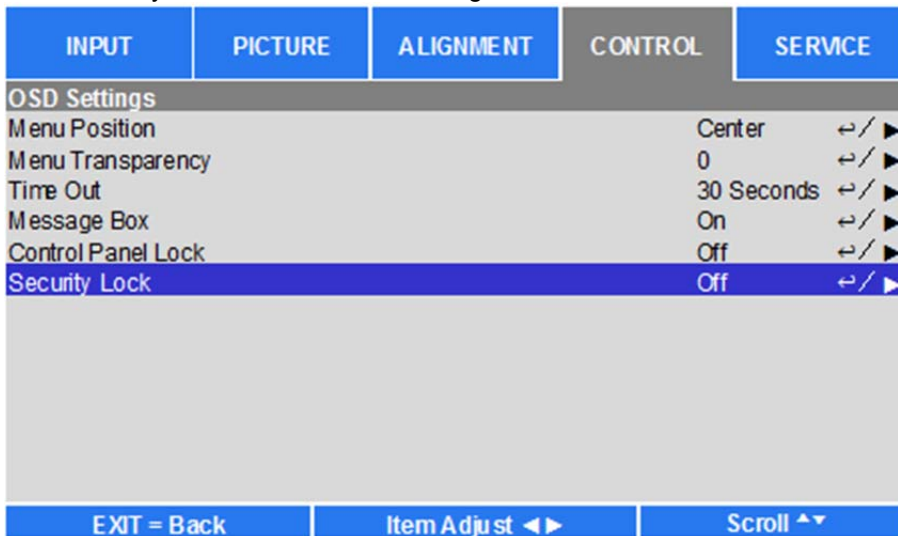 INPUT PICTURE ALIGNMENT CONTROL SERVICE
OSD Settings
Menu Position Center ↩/ ▶
Menu Transparency 0 ↩/ ▶
Time Out 30 Seconds ↩/ ▶
Message Box On ↩/ ▶
Control Panel Lock Off ↩/ ▶
Security Lock Off ↩/ ▶
EXIT = Back Item Adjust ◀▶ Scroll ▲▼